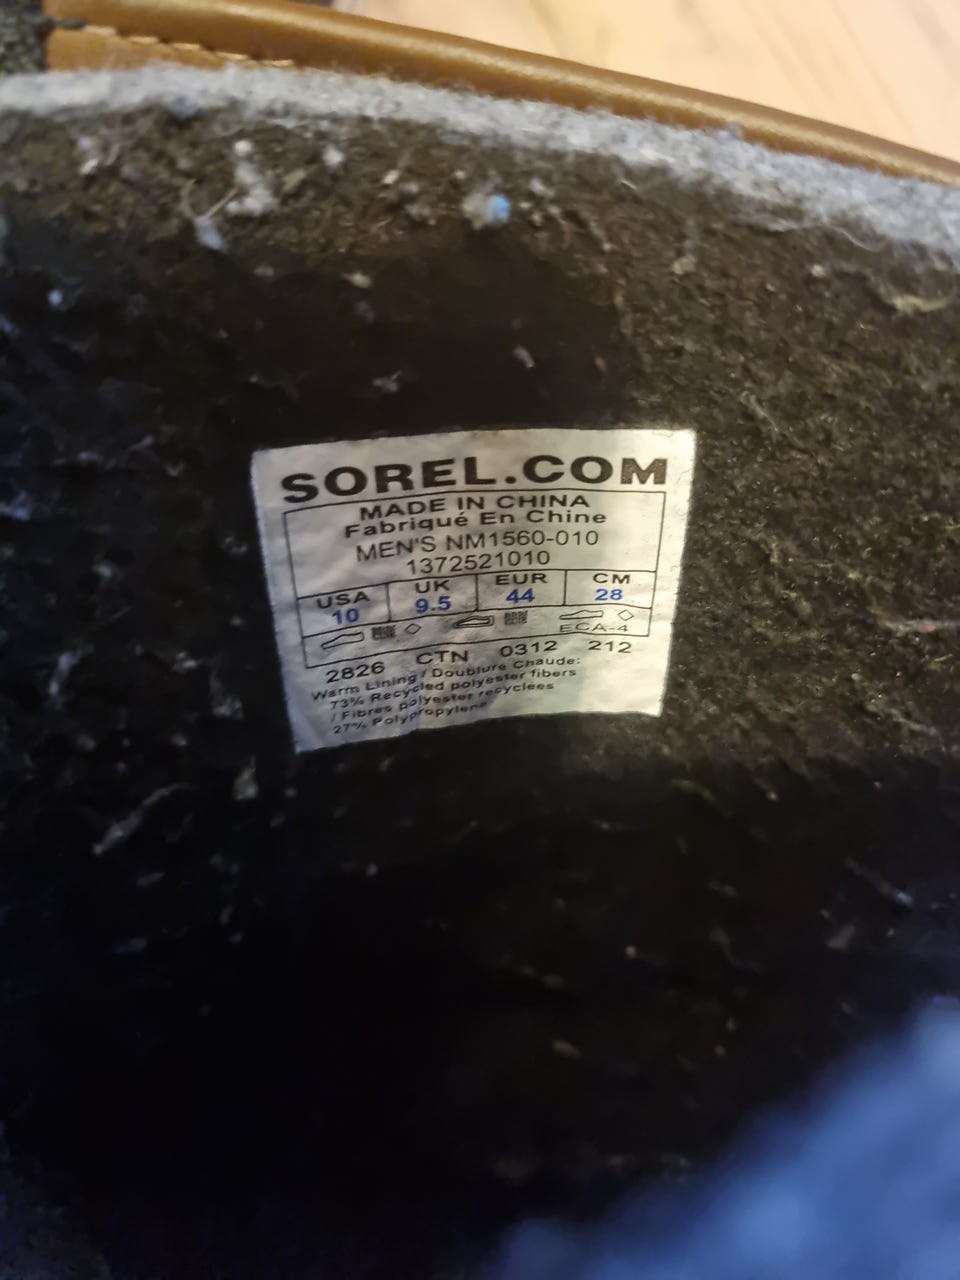 SOREL.COM
MADE IN CHINA
Fabriqué En Chine
MEN'S NM1560-010
1372521010
USA UK EUR CM
10 9.5 44 28
ECA-4
2826 CTN 0312 212
Warm Lining / Doublure Chaude:
73% Recycled polyester fibers
/ Fibres polyester recyclees
27% Polypropylene